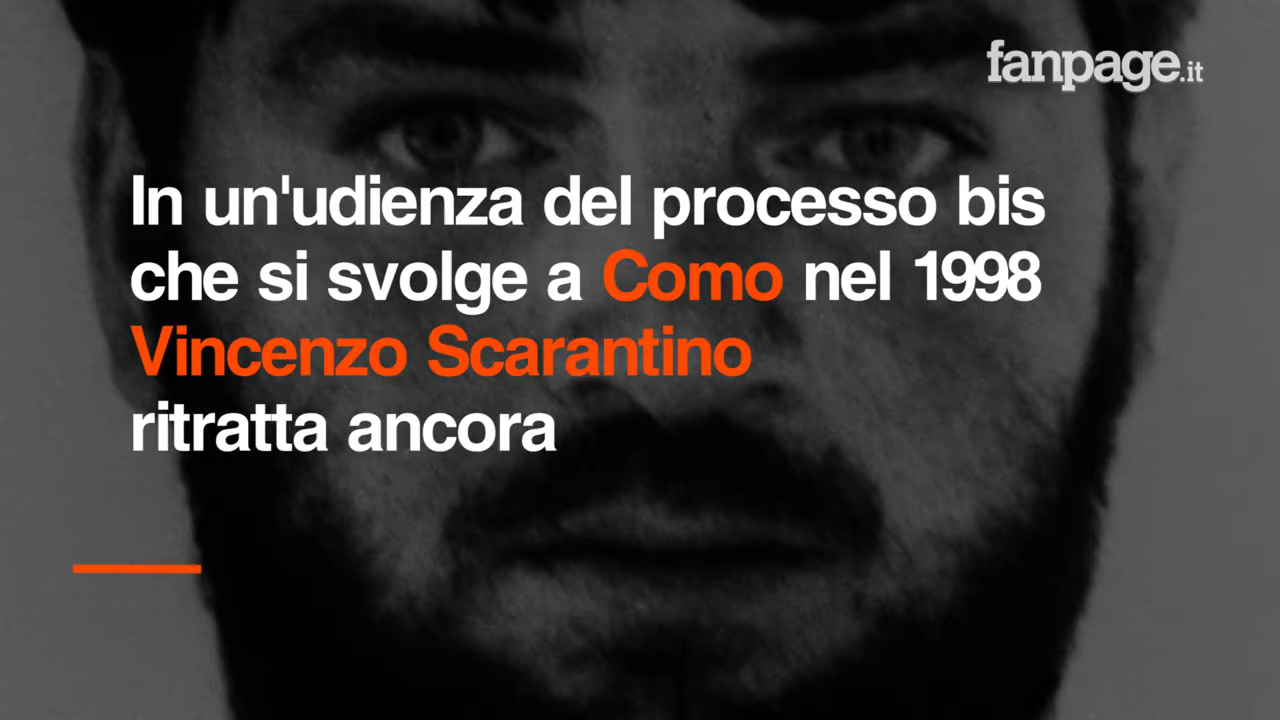 fanpage.it
In un'udienza del processo bis
che si svolge a Como nel 1998
Vincenzo Scarantino
ritratta ancora